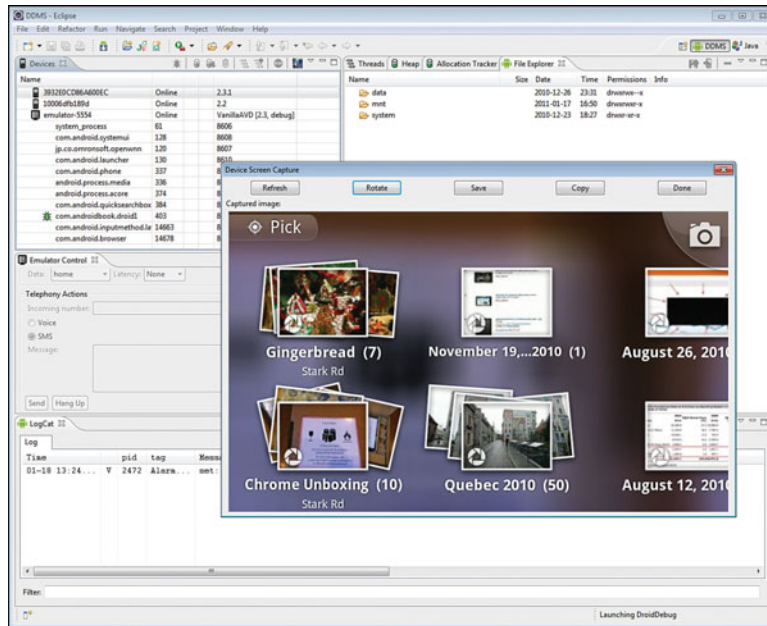 DDMS - Eclipse
File Edit Refactor Run Navigate Search Project Window Help
DDMS Java
Devices
Name
3932E0CDB6A600EC Online 2.3.1
10006dfb189d Online 2.2
emulator-5554 Online VanillaAVD [2.3, debug]
system_process 61 8606
com.android.systemui 128 8608
jp.co.omronsoft.openwnn 120 8607
com.android.launcher 130 8610
com.android.phone 337 8
android.process.media 336 8
android.process.acore 374 8
com.android.quicksearchbox 384 8
com.androidbook.droid1 403 8
com.android.inputmethod.la 14663 8
com.android.browser 14678 8
Threads Heap Allocation Tracker File Explorer
Name Size Date Time Permissions Info
data 2010-12-26 23:31 drwxrwx--x
mnt 2011-01-17 16:50 drwxrwxr-x
system 2010-12-23 18:27 drwxr-xr-x
Emulator Control
Data: home Latency: None
Telephony Actions
Incoming number:
Voice
SMS
Message:
Send Hang Up
Device Screen Capture
Refresh Rotate Save Copy Done
Captured image:
Pick
Gingerbread (7)
Stark Rd
November 19,...2010 (1)
August 26, 2010
Chrome Unboxing (10)
Stark Rd
Quebec 2010 (50)
August 12, 2010
LogCat
Log
Time pid tag Messa
01-18 13:24... V 2472 Alarm... set:
Filter:
Launching DroidDebug